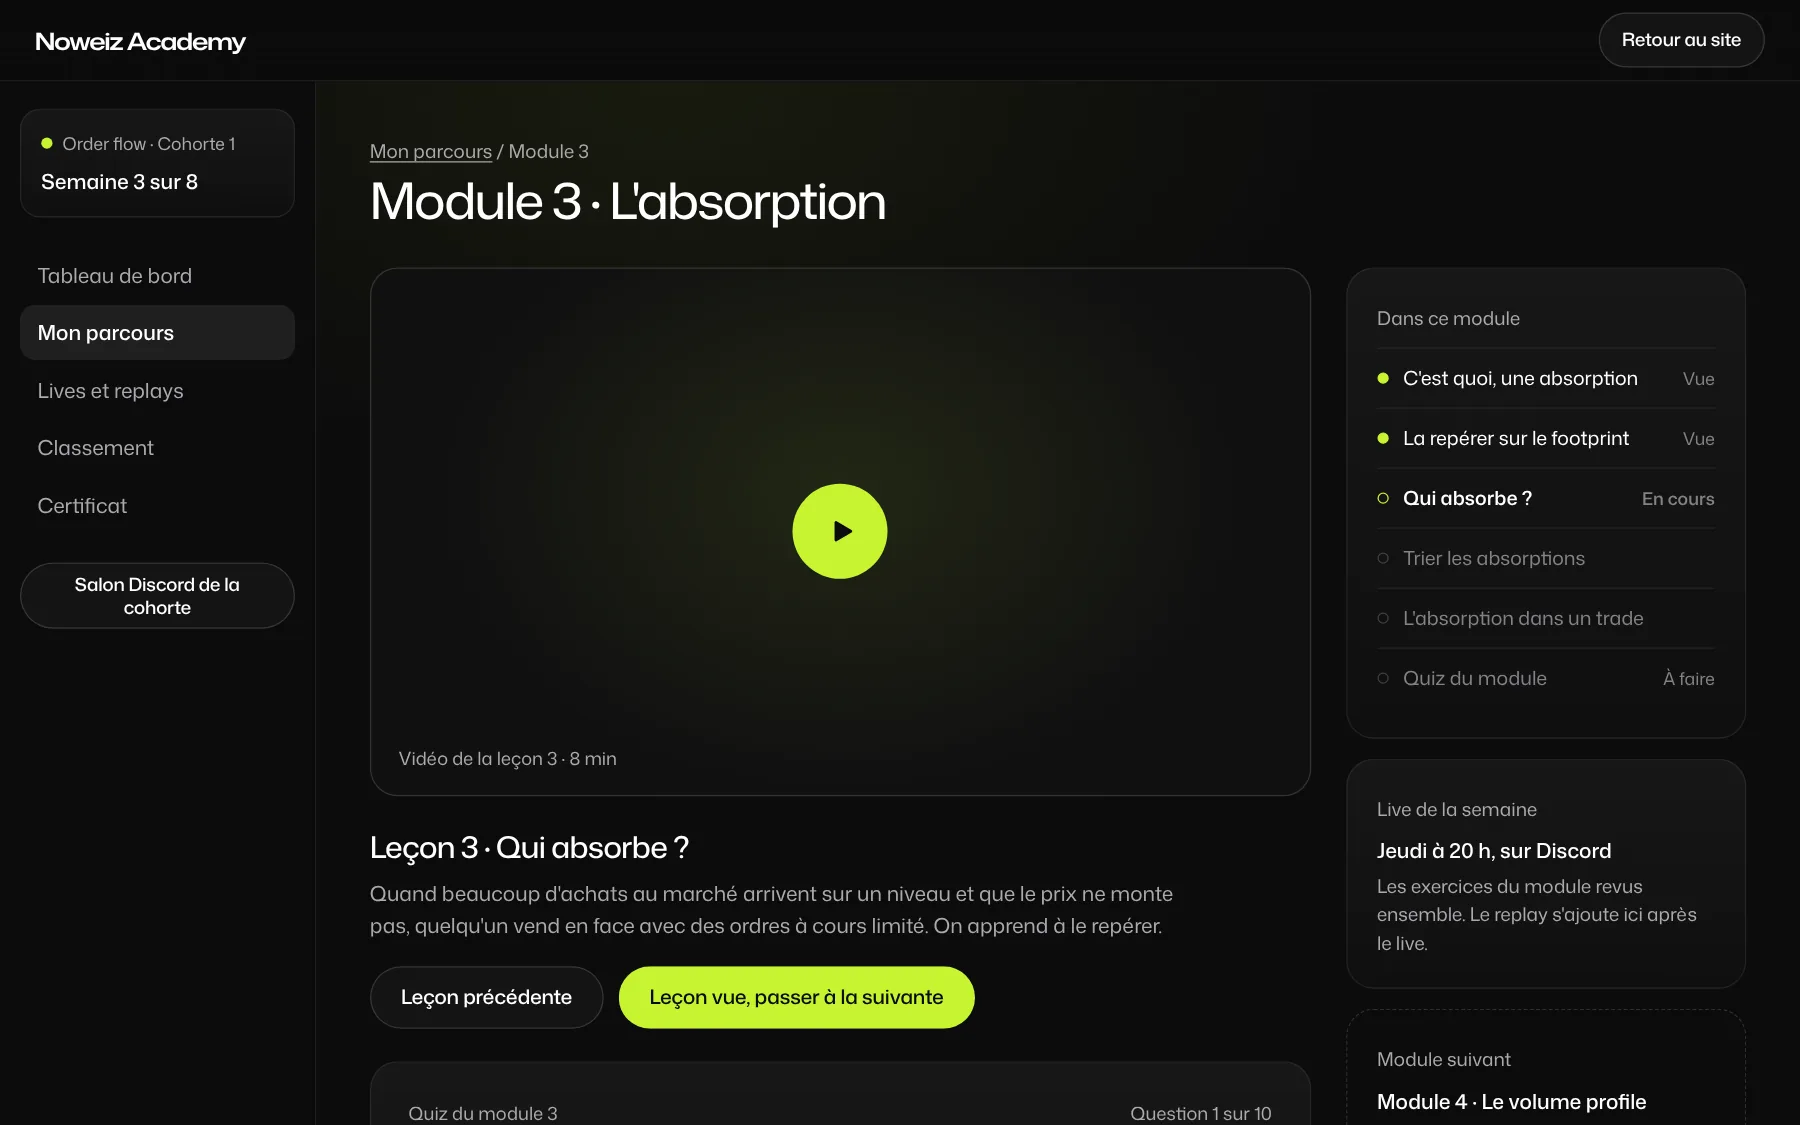 Noweiz Academy
Retour au site
Order flow · Cohorte 1
Semaine 3 sur 8
Tableau de bord
Mon parcours
Lives et replays
Classement
Certificat
Salon Discord de la
cohorte
Mon parcours / Module 3
Module 3 · L'absorption
Vidéo de la leçon 3 · 8 min
Leçon 3 · Qui absorbe ?
Quand beaucoup d'achats au marché arrivent sur un niveau et que le prix ne monte
pas, quelqu'un vend en face avec des ordres à cours limité. On apprend à le repérer.
Leçon précédente
Leçon vue, passer à la suivante
Quiz du module 3
Question 1 sur 10
Dans ce module
C'est quoi, une absorption Vue
La repérer sur le footprint Vue
Qui absorbe ? En cours
Trier les absorptions
L'absorption dans un trade
Quiz du module À faire
Live de la semaine
Jeudi à 20 h, sur Discord
Les exercices du module revus
ensemble. Le replay s'ajoute ici après
le live.
Module suivant
Module 4 · Le volume profile